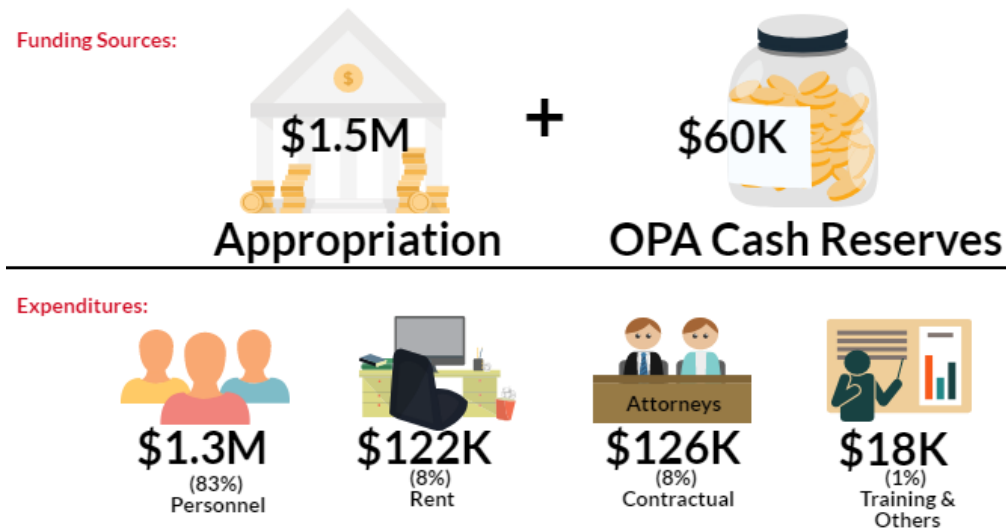 Funding Sources:
$
$1.5M
+
$60K
Appropriation
OPA Cash Reserves
Expenditures:
Attorneys
$1.3M
$122K
$126K
$18K
(83%)
(8%)
(8%)
(1%)
Personnel
Rent
Contractual
Training &
Others